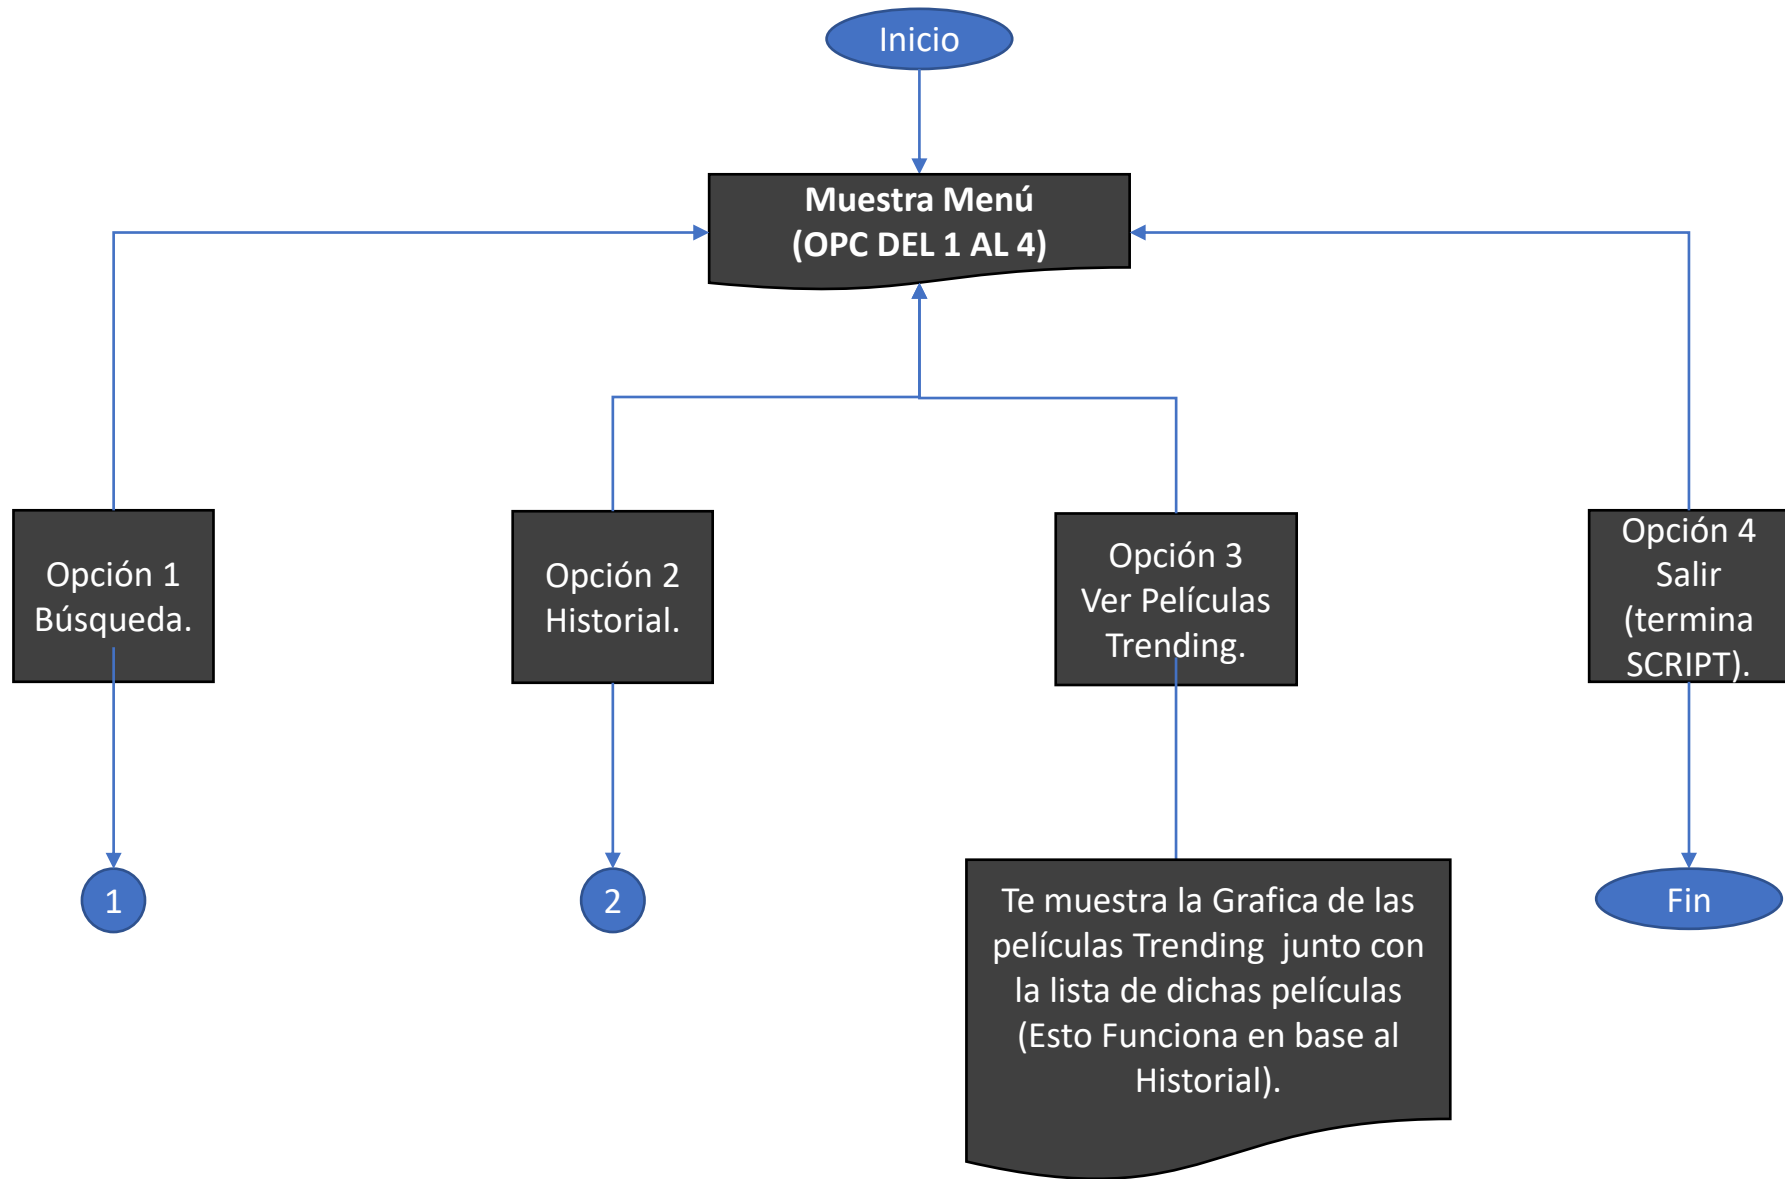 Inicio
Muestra Menú
(OPC DEL 1 AL 4)
Opción 1
Búsqueda.
Opción 2
Historial.
Opción 3
Ver Películas
Trending.
Opción 4
Salir
(termina
SCRIPT).
1
2
Te muestra la Grafica de las
películas Trending  junto con
la lista de dichas películas
(Esto Funciona en base al
Historial).
Fin